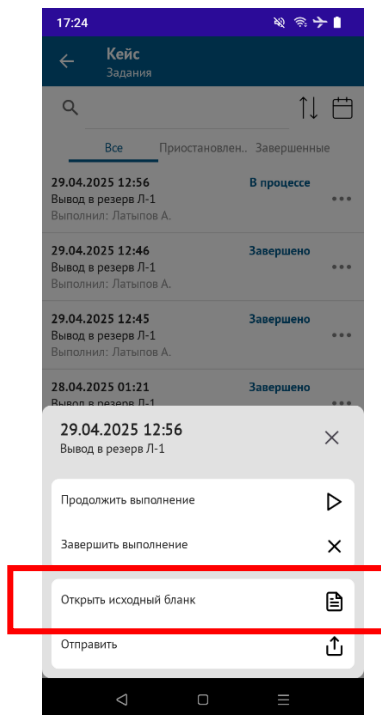 17:24
Кейс
Задания
Все Приостановлен.. Завершенные
29.04.2025 12:56 В процессе
Вывод в резерв Л-1
Выполнил: Латыпов А.
29.04.2025 12:46 Завершено
Вывод в резерв Л-1
Выполнил: Латыпов А.
29.04.2025 12:45 Завершено
Вывод в резерв Л-1
Выполнил: Латыпов А.
28.04.2025 01:21 Завершено
Вывод в резерв Л-1
29.04.2025 12:56
Вывод в резерв Л-1
Продолжить выполнение
Завершить выполнение
Открыть исходный бланк
Отправить